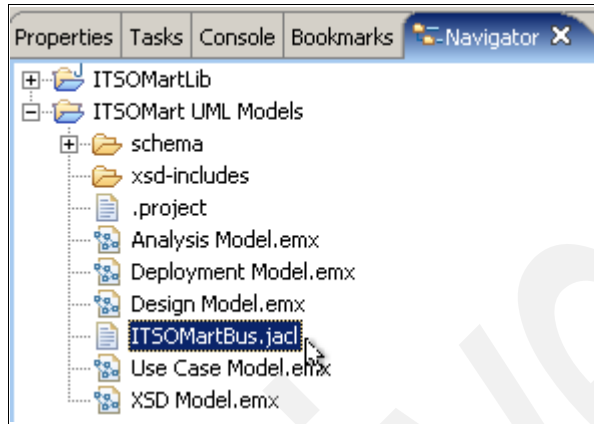 Properties Tasks Console Bookmarks Navigator
ITSOMartLib
ITSOMart UML Models
schema
xsd-includes
.project
Analysis Model.emx
Deployment Model.emx
Design Model.emx
ITSOMartBus.jacl
Use Case Model.emx
XSD Model.emx